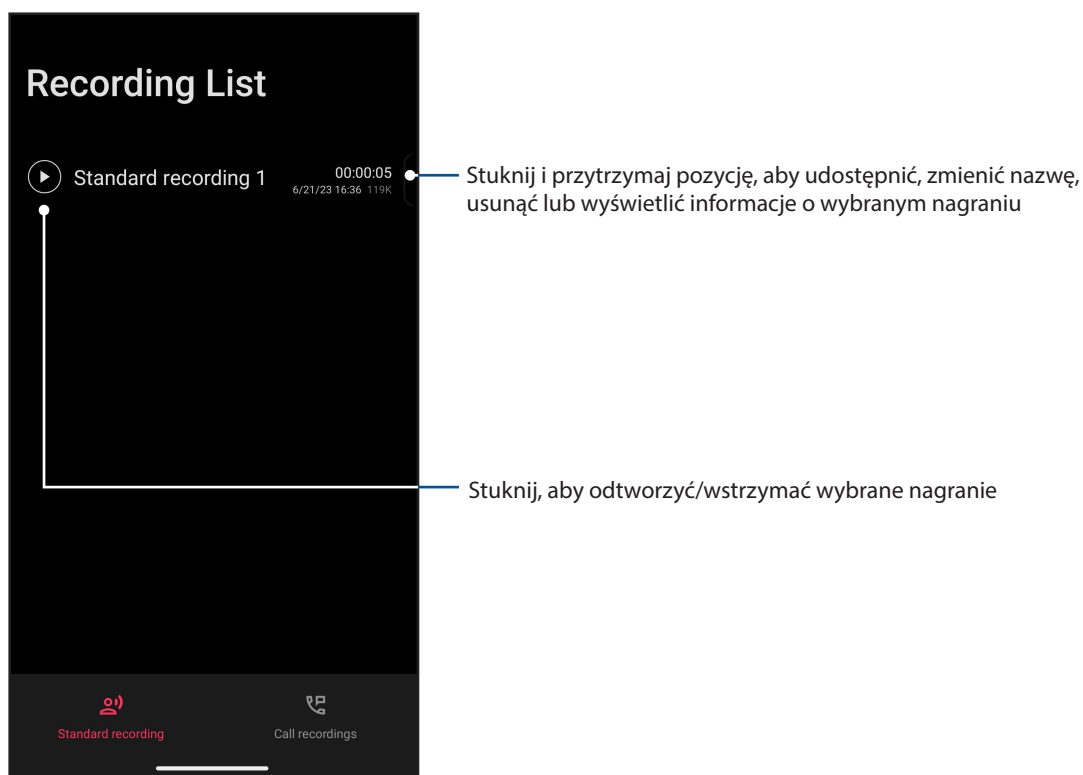 Recording List
Standard recording 1
00:00:05
6/21/23 16:36 119K
Stuknij i przytrzymaj pozycję, aby udostępnić, zmienić nazwę,
usunąć lub wyświetlić informacje o wybranym nagraniu
Stuknij, aby odtworzyć/wstrzymać wybrane nagranie
Standard recording
Call recordings